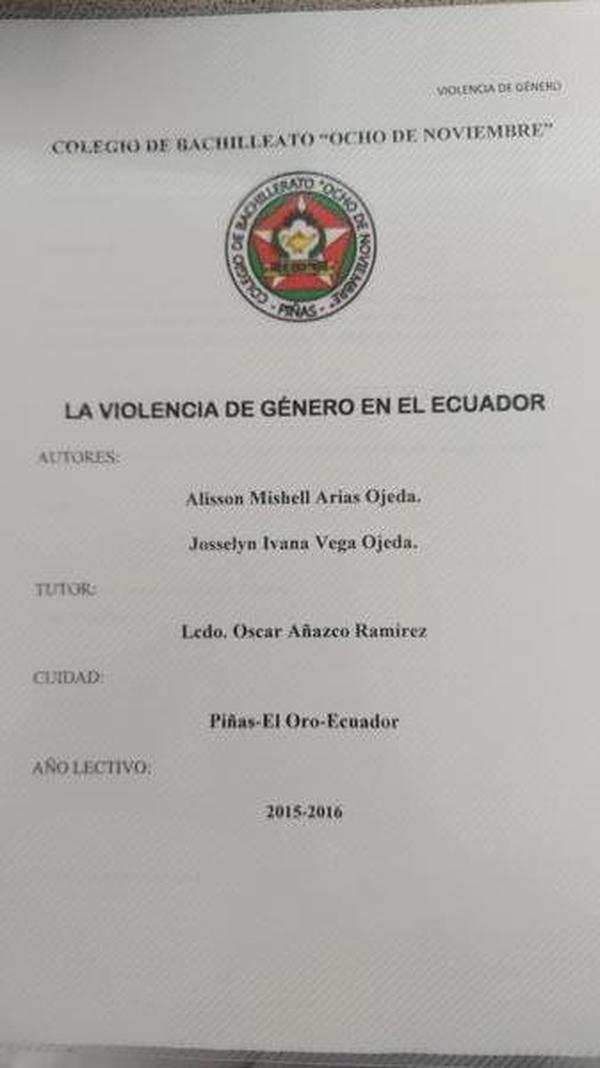 VIOLENCIA DE GÉNERO
COLEGIO DE BACHILLEATO “OCHO DE NOVIEMBRE”
COLEGIO DE BACHILLERATO "OCHO DE NOVIEMBRE"
- PIÑAS -
LA VIOLENCIA DE GÉNERO EN EL ECUADOR
AUTORES:
Alisson Mishell Arias Ojeda.
Josselyn Ivana Vega Ojeda.
TUTOR:
Lcdo. Oscar Añazco Ramírez
CUIDAD:
Piñas-El Oro-Ecuador
AÑO LECTIVO:
2015-2016